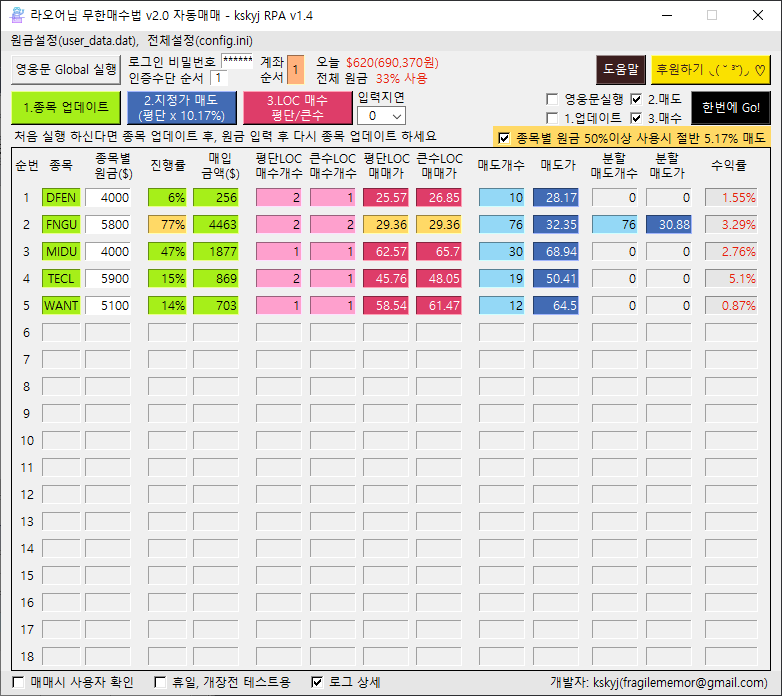 라오어님 무한매수법 v2.0 자동매매 - kskyj RPA v1.4
원금설정(user_data.dat), 전체설정(config.ini)
영웅문 Global 실행
로그인 비밀번호 ******
인증수단 순서 1
계좌
순서
1
오늘 $620(690,370원)
전체 원금 33% 사용
도움말
후원하기 ◟( ˘ ³˘)◞ ♡
1.종목 업데이트
2.지정가 매도
(평단 x 10.17%)
3.LOC 매수
평단/큰수
입력지연
0
영웅문실행 2.매도
1.업데이트 3.매수
한번에 Go!
처음 실행 하신다면 종목 업데이트 후, 원금 입력 후 다시 종목 업데이트 하세요
종목별 원금 50%이상 사용시 절반 5.17% 매도
순번 종목 종목별 원금($) 진행률 매입 금액($) 평단LOC 매수개수 큰수LOC 매수개수 평단LOC 매매가 큰수LOC 매매가 매도개수 매도가 분할 매도개수 분할 매도가 수익률
1 DFEN 4000 6% 256 2 1 25.57 26.85 10 28.17 0 0 1.55%
2 FNGU 5800 77% 4463 2 2 29.36 29.36 76 32.35 76 30.88 3.29%
3 MIDU 4000 47% 1877 1 1 62.57 65.7 30 68.94 0 0 2.76%
4 TECL 5900 15% 869 2 1 45.76 48.05 19 50.41 0 0 5.1%
5 WANT 5100 14% 703 1 1 58.54 61.47 12 64.5 0 0 0.87%
6
7
8
9
10
11
12
13
14
15
16
17
18
매매시 사용자 확인 휴일, 개장전 테스트용 로그 상세 개발자: kskyj(fragilememor@gmail.com)